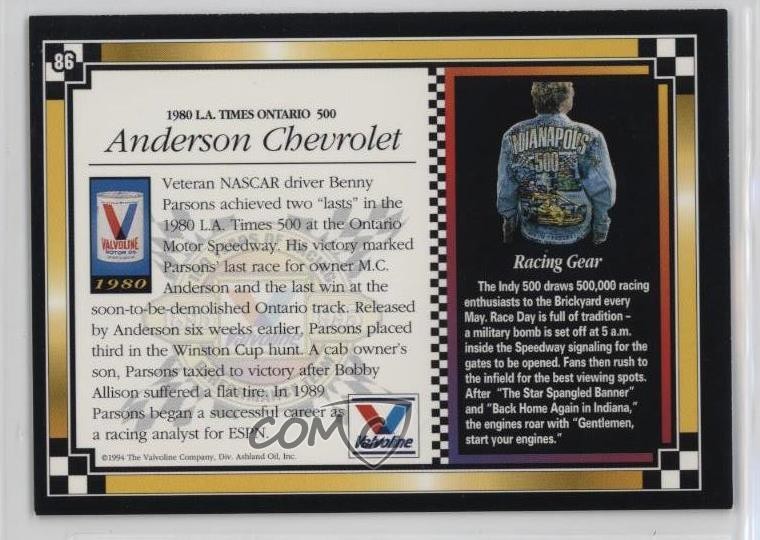 86
1980 L.A. TIMES ONTARIO 500
Anderson Chevrolet
Veteran NASCAR driver Benny
Parsons achieved two “lasts” in the
1980 L.A. Times 500 at the Ontario
Motor Speedway. His victory marked
Parsons’ last race for owner M.C.
Anderson and the last win at the
soon-to-be-demolished Ontario track. Released
by Anderson six weeks earlier, Parsons placed
third in the Winston Cup hunt. A cab owner’s
son, Parsons taxied to victory after Bobby
Allison suffered a flat tire. In 1989
Parsons began a successful career as
a racing analyst for ESPN.
VALVOLINE
MOTOR OIL
1980
Valvoline
Valvoline
COMC
©1994 The Valvoline Company, Div. Ashland Oil, Inc.
INDIANAPOLIS
500
Racing Gear
The Indy 500 draws 500,000 racing
enthusiasts to the Brickyard every
May. Race Day is full of tradition –
a military bomb is set off at 5 a.m.
inside the Speedway signaling for the
gates to be opened. Fans then rush to
the infield for the best viewing spots.
After “The Star Spangled Banner”
and “Back Home Again in Indiana,”
the engines roar with “Gentlemen,
start your engines.”